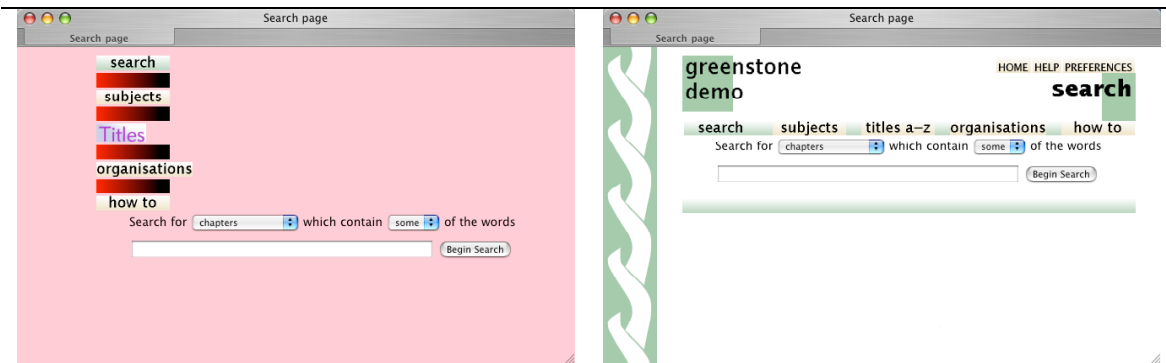 Search page
Search page
search
subjects
Titles
organisations
how to
Search for chapters which contain some of the words
Begin Search
Search page
Search page
greenstone
demo
HOME HELP PREFERENCES
search
search subjects titles a–z organisations how to
Search for chapters which contain some of the words
Begin Search